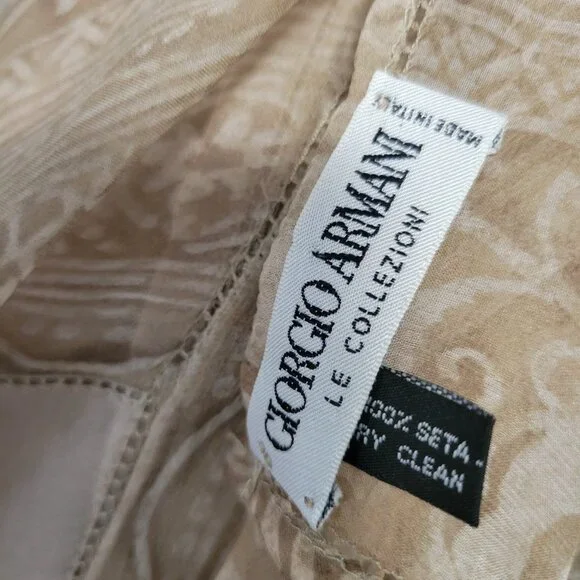 GIORGIO ARMANI
LE COLLEZIONI
MADE IN ITALY
100% SETA
DRY CLEAN